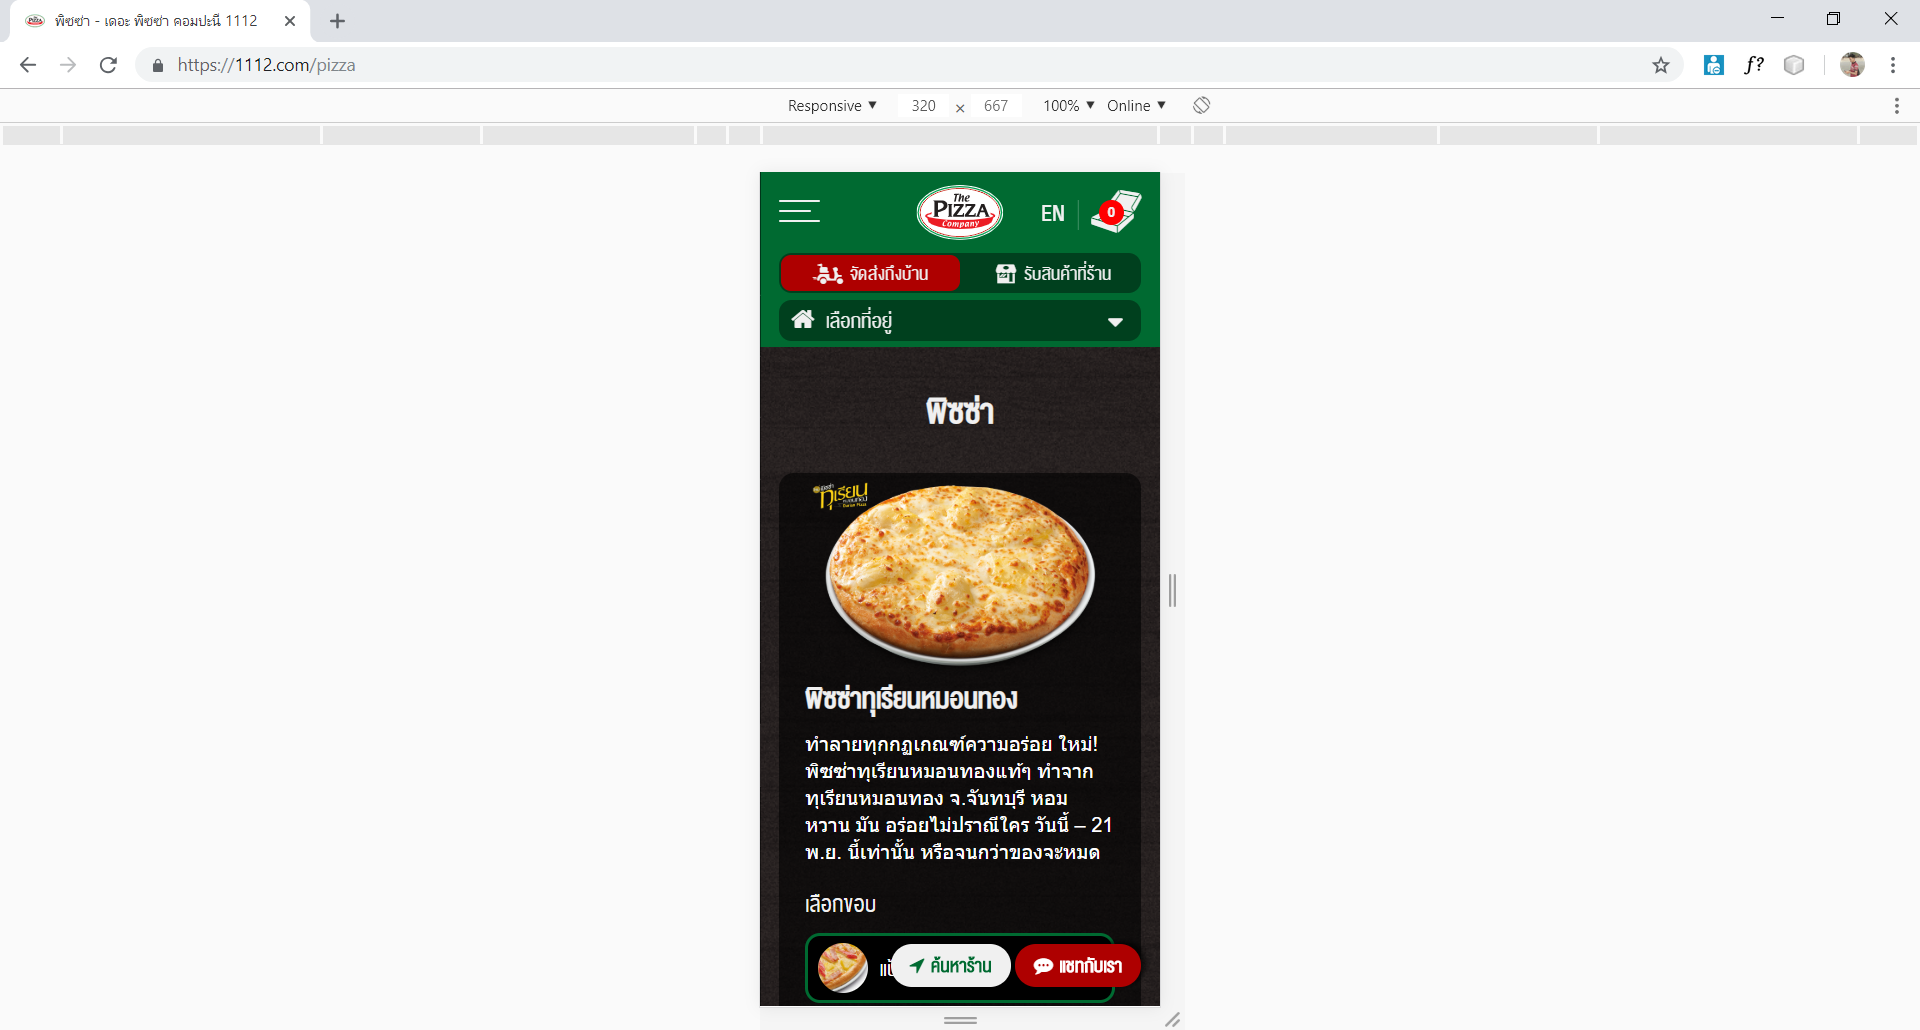 พิซซ่า - เดอะ พิซซ่า คอมปะนี 1112
https://1112.com/pizza
f?
Responsive 320 × 667 100% Online
The
PIZZA
Company
EN
0
จัดส่งถึงบ้าน
รับสินค้าที่ร้าน
เลือกที่อยู่
พิซซ่า
ทุเรียน
พิซซ่าทุเรียนหมอนทอง
ทำลายทุกกฏเกณฑ์ความอร่อย ใหม่!
พิซซ่าทุเรียนหมอนทองแท้ๆ ทำจาก
ทุเรียนหมอนทอง จ.จันทบุรี หอม
หวาน มัน อร่อยไม่ปราณีใคร วันนี้ – 21
พ.ย. นี้เท่านั้น หรือจนกว่าของจะหมด
เลือกขอบ
ค้นหาร้าน
แชทกับเรา